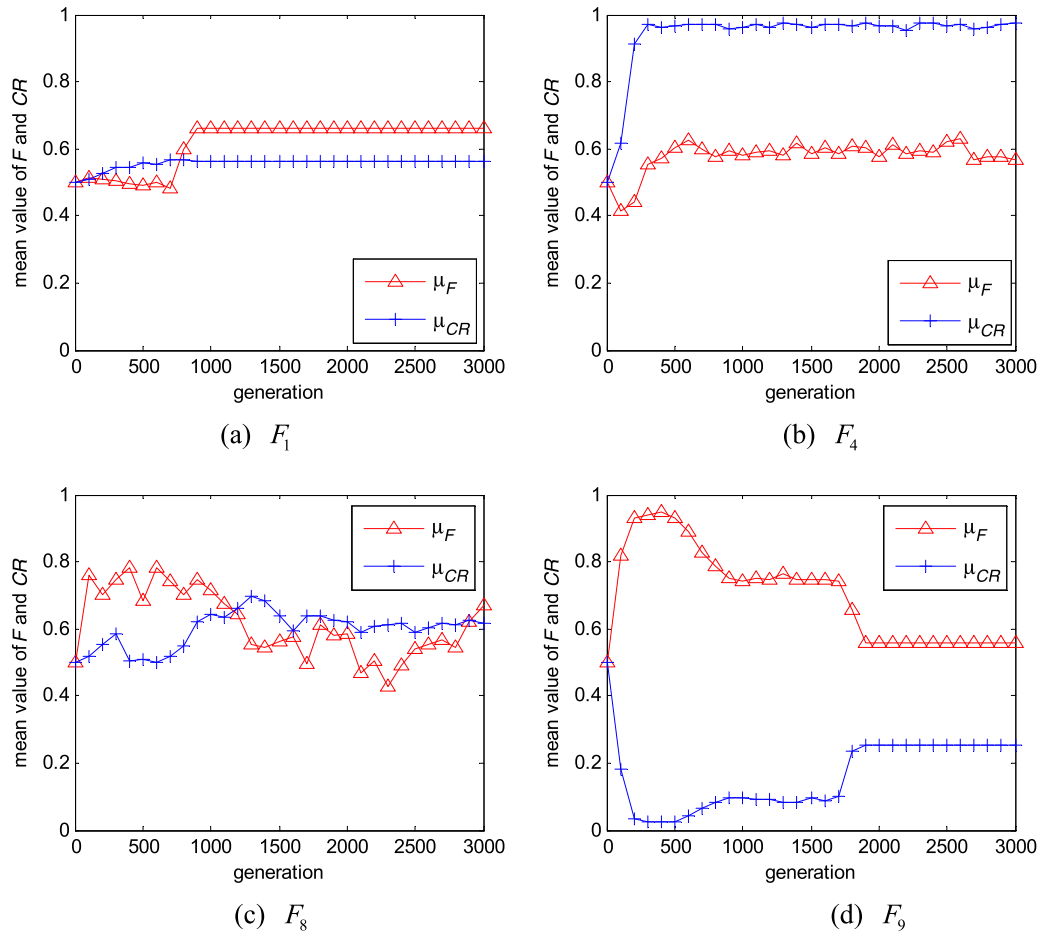 mean value of F and CR
1
0.8
0.6
0.4
0.2
0
0 500 1000 1500 2000 2500 3000
generation
μF
μCR
(a) F1
mean value of F and CR
1
0.8
0.6
0.4
0.2
0
0 500 1000 1500 2000 2500 3000
generation
μF
μCR
(b) F4
mean value of F and CR
1
0.8
0.6
0.4
0.2
0
0 500 1000 1500 2000 2500 3000
generation
μF
μCR
(c) F8
mean value of F and CR
1
0.8
0.6
0.4
0.2
0
0 500 1000 1500 2000 2500 3000
generation
μF
μCR
(d) F9